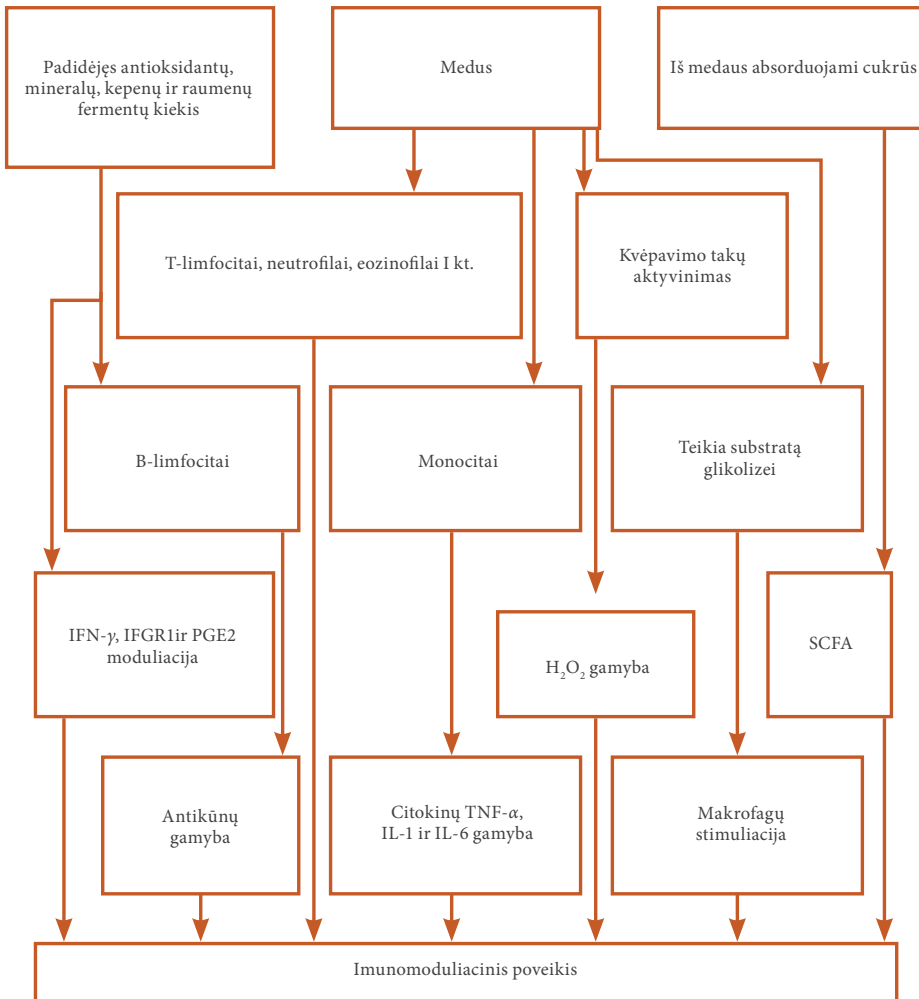 Padidėjęs antioksidantų,
mineralų, kepenų ir raumenų
fermentų kiekis
Medus
Iš medaus absorduojami cukrūs
T-limfocitai, neutrofilai, eozinofilai I kt.
Kvėpavimo takų
aktyvinimas
B-limfocitai
Monocitai
Teikia substratą
glikolizei
IFN-γ, IFGR1ir PGE2
moduliacija
H₂O₂ gamyba
SCFA
Antikūnų
gamyba
Citokinų TNF-α,
IL-1 ir IL-6 gamyba
Makrofagų
stimuliacija
Imunomoduliacinis poveikis